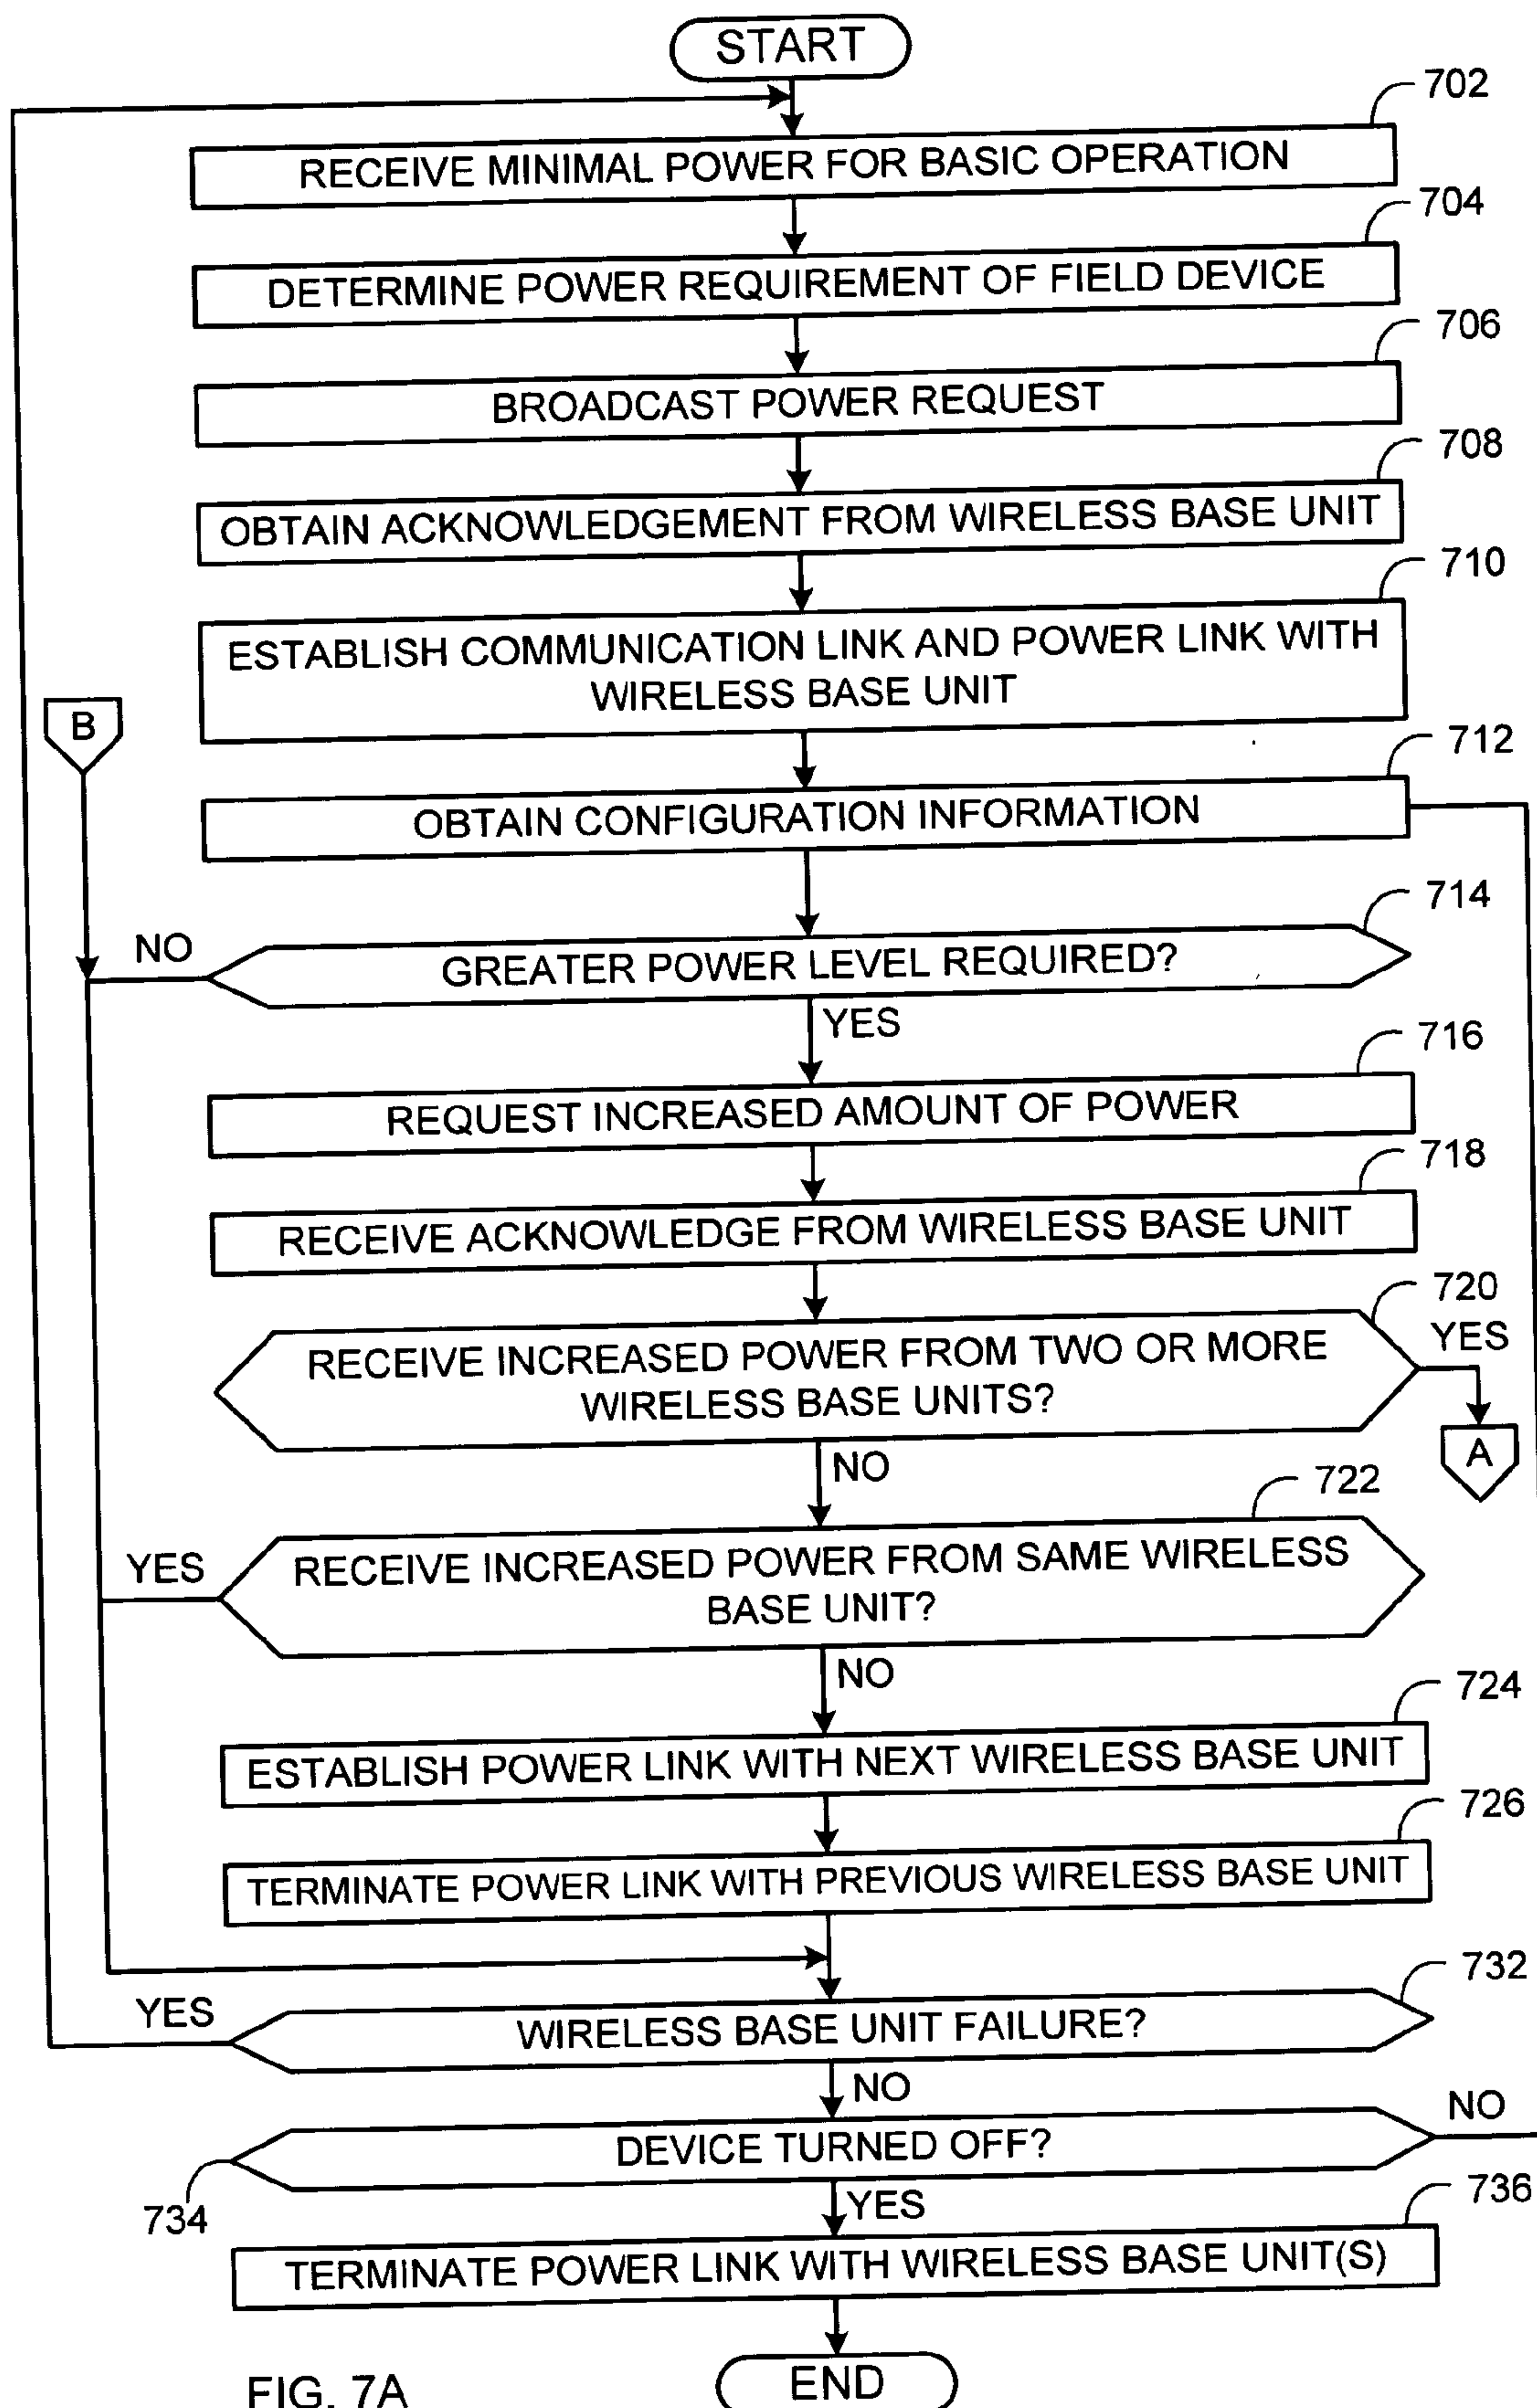 START
702
RECEIVE MINIMAL POWER FOR BASIC OPERATION
704
DETERMINE POWER REQUIREMENT OF FIELD DEVICE
706
BROADCAST POWER REQUEST
708
OBTAIN ACKNOWLEDGEMENT FROM WIRELESS BASE UNIT
710
ESTABLISH COMMUNICATION LINK AND POWER LINK WITH
WIRELESS BASE UNIT
B
712
OBTAIN CONFIGURATION INFORMATION
714
NO
GREATER POWER LEVEL REQUIRED?
YES
716
REQUEST INCREASED AMOUNT OF POWER
718
RECEIVE ACKNOWLEDGE FROM WIRELESS BASE UNIT
720
YES
RECEIVE INCREASED POWER FROM TWO OR MORE
WIRELESS BASE UNITS?
A
NO
722
YES
RECEIVE INCREASED POWER FROM SAME WIRELESS
BASE UNIT?
NO
724
ESTABLISH POWER LINK WITH NEXT WIRELESS BASE UNIT
726
TERMINATE POWER LINK WITH PREVIOUS WIRELESS BASE UNIT
732
YES
WIRELESS BASE UNIT FAILURE?
NO
NO
DEVICE TURNED OFF?
734
YES
736
TERMINATE POWER LINK WITH WIRELESS BASE UNIT(S)
END
FIG. 7A